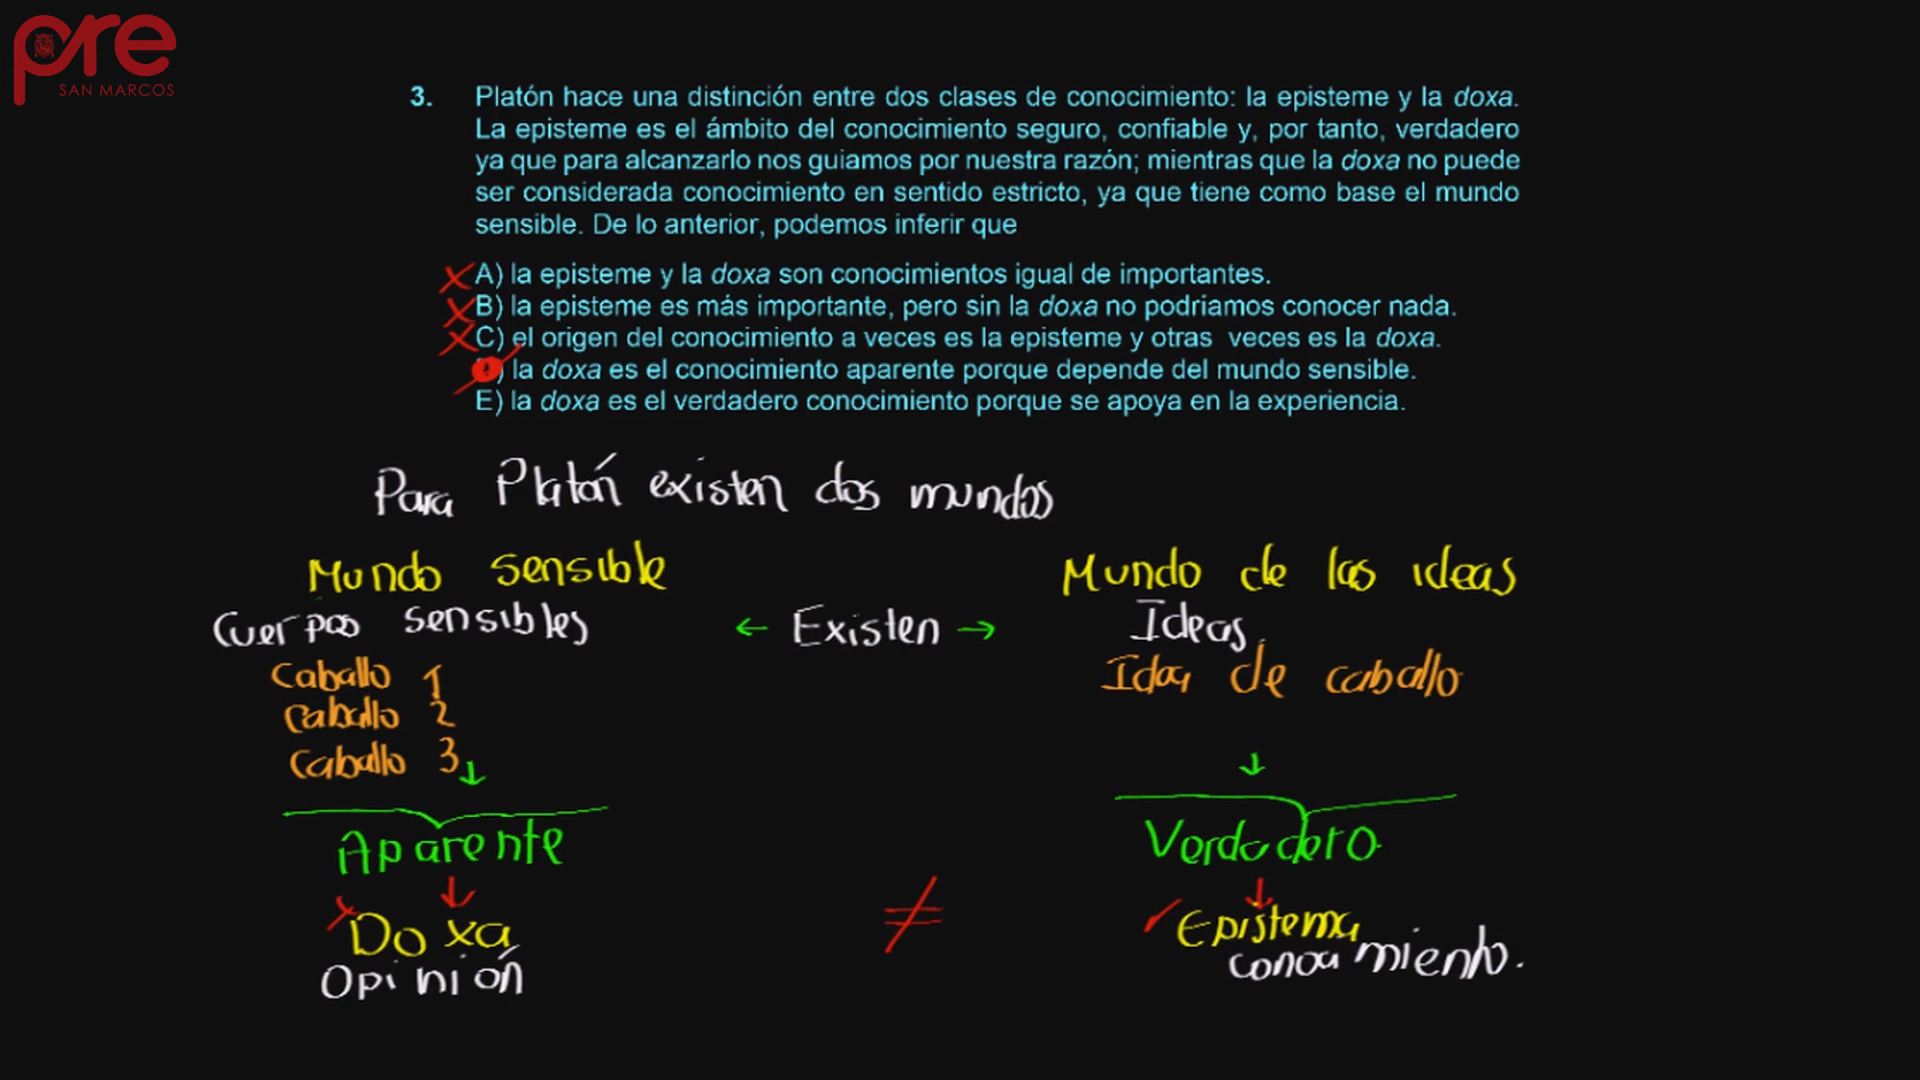 pre
SAN MARCOS
3. Platón hace una distinción entre dos clases de conocimiento: la episteme y la doxa.
La episteme es el ámbito del conocimiento seguro, confiable y, por tanto, verdadero
ya que para alcanzarlo nos guiamos por nuestra razón; mientras que la doxa no puede
ser considerada conocimiento en sentido estricto, ya que tiene como base el mundo
sensible. De lo anterior, podemos inferir que
A) la episteme y la doxa son conocimientos igual de importantes.
B) la episteme es más importante, pero sin la doxa no podríamos conocer nada.
C) el origen del conocimiento a veces es la episteme y otras veces es la doxa.
) la doxa es el conocimiento aparente porque depende del mundo sensible.
E) la doxa es el verdadero conocimiento porque se apoya en la experiencia.
Para Platón existen dos mundos
Mundo sensible Mundo de las ideas
Cuerpos sensibles ← Existen → Ideas
Caballo 1 Idea de caballo
Caballo 2
Caballo 3
Aparente Verdadero
Doxa ≠ Epistema
Opinión conocimiento.